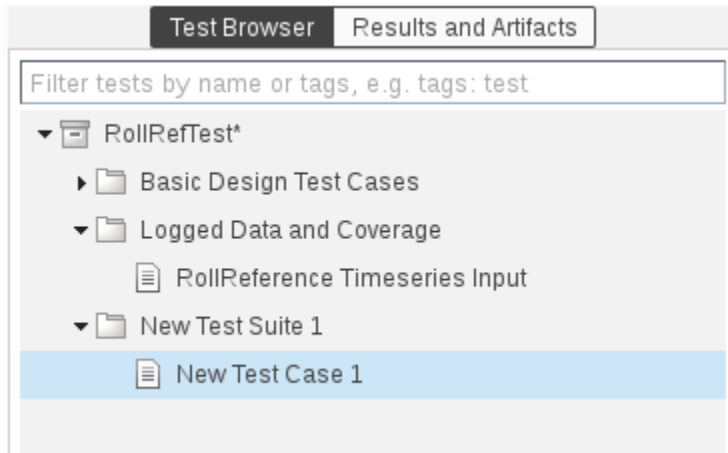 Test Browser Results and Artifacts
Filter tests by name or tags, e.g. tags: test
RollRefTest*
Basic Design Test Cases
Logged Data and Coverage
RollReference Timeseries Input
New Test Suite 1
New Test Case 1